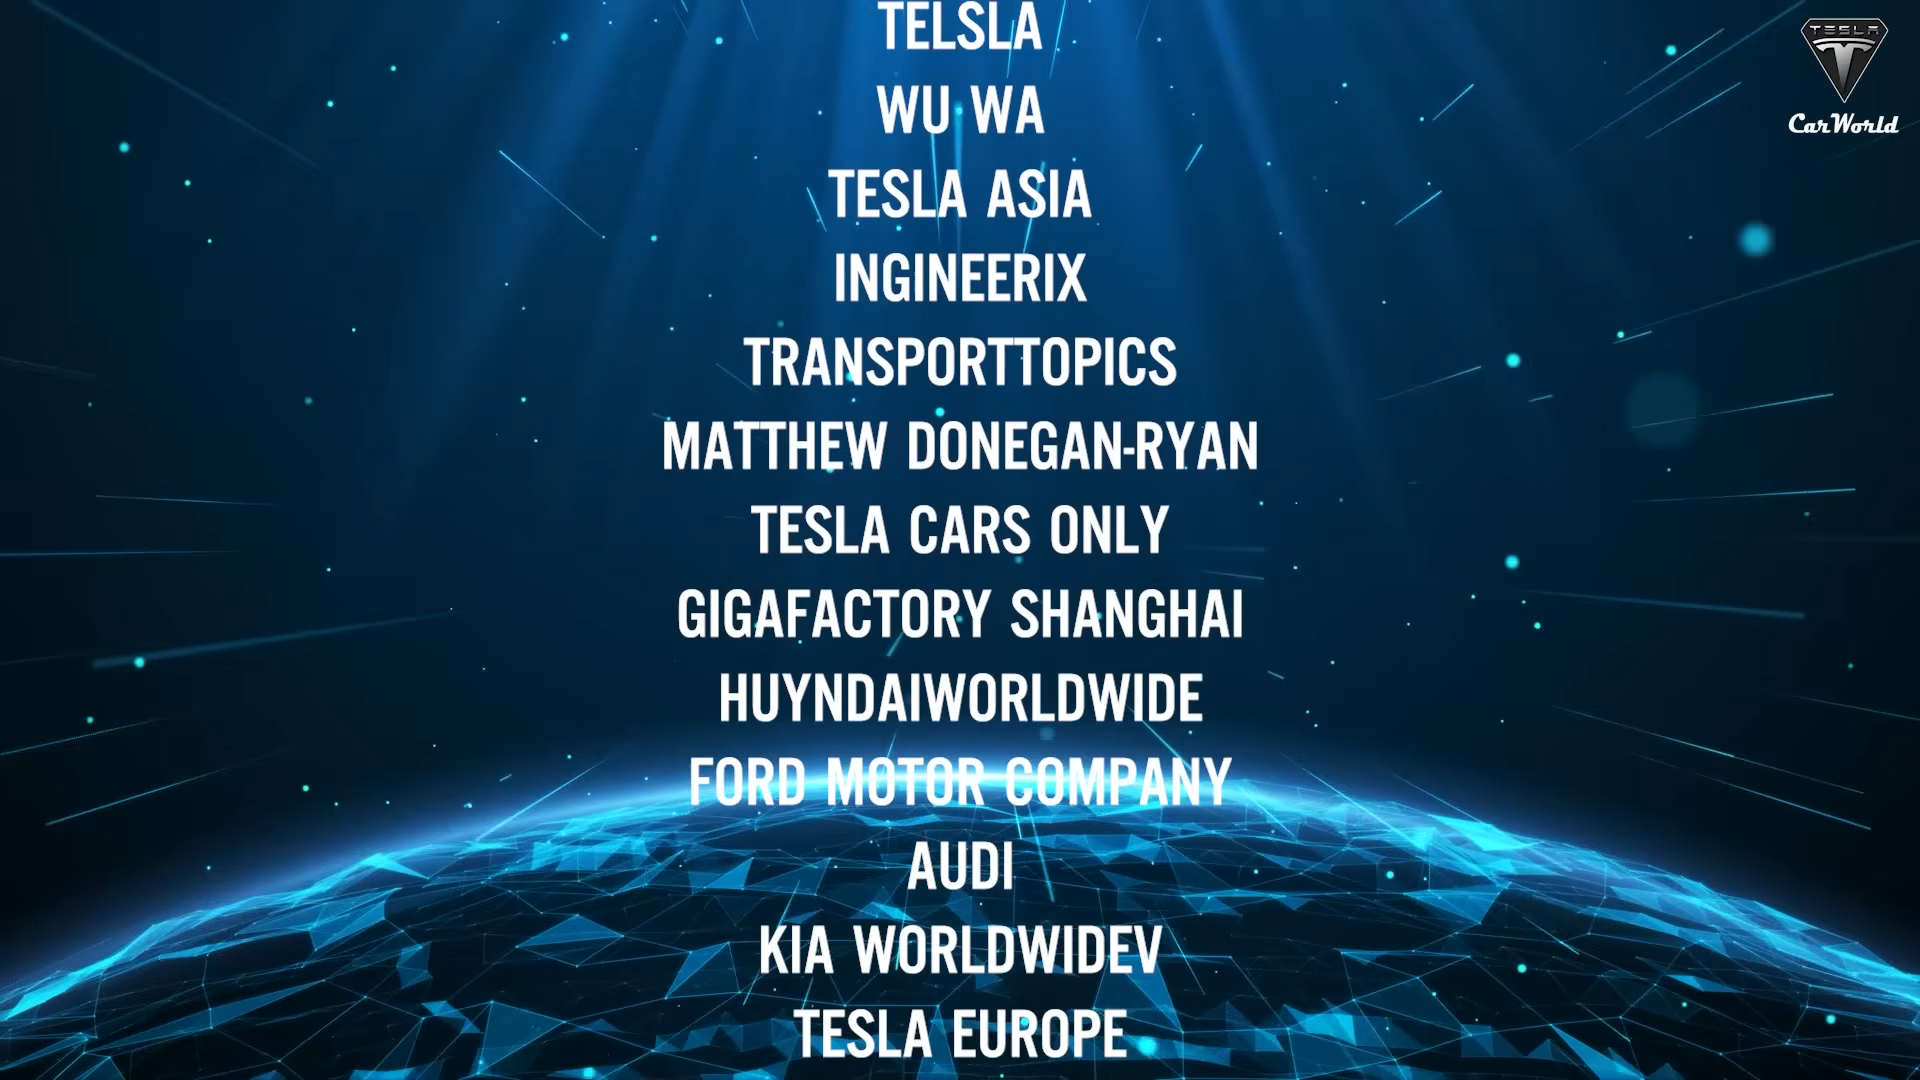 TELSLA
TESLA
CarWorld
WU WA
TESLA ASIA
INGINEERIX
TRANSPORTTOPICS
MATTHEW DONEGAN-RYAN
TESLA CARS ONLY
GIGAFACTORY SHANGHAI
HUYNDAIWORLDWIDE
FORD MOTOR COMPANY
AUDI
KIA WORLDWIDEV
TESLA EUROPE